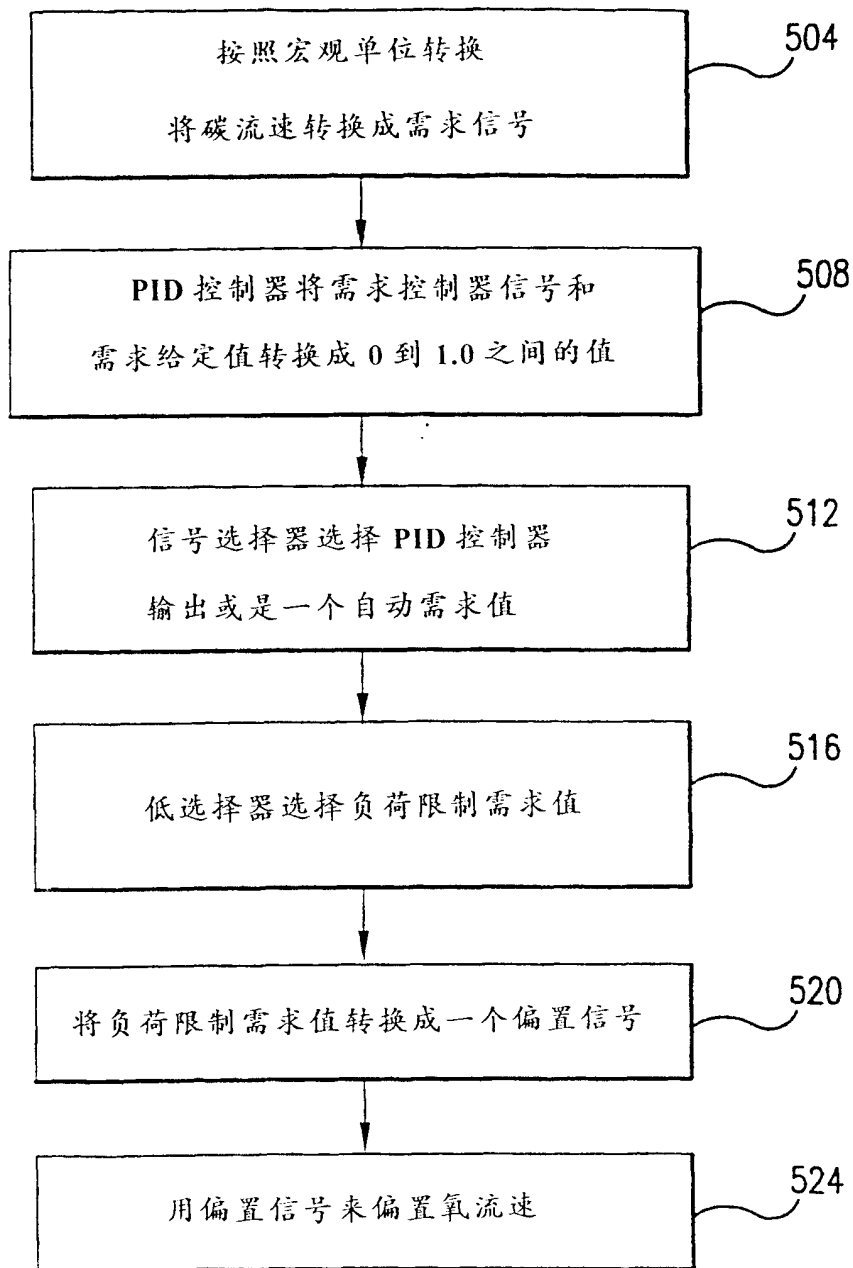 按照宏观单位转换
将碳流速转换成需求信号
504
PID 控制器将需求控制器信号和
需求给定值转换成 0 到 1.0 之间的值
508
信号选择器选择 PID 控制器
输出或是一个自动需求值
512
低选择器选择负荷限制需求值
516
将负荷限制需求值转换成一个偏置信号
520
用偏置信号来偏置氧流速
524